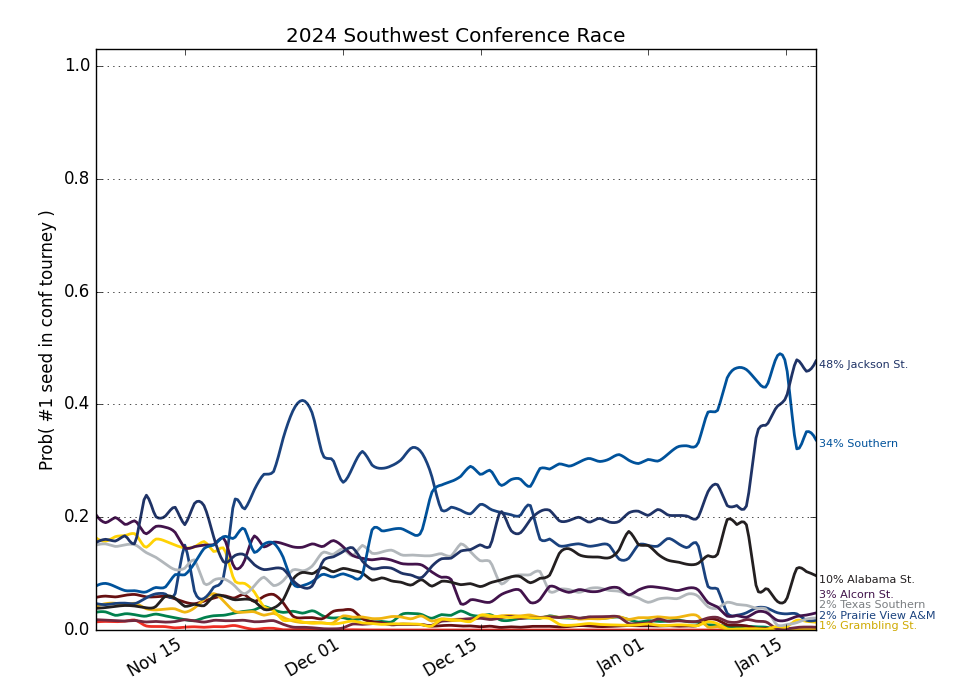 2024 Southwest Conference Race
Prob( #1 seed in conf tourney )
1.0
0.8
0.6
0.4
0.2
0.0
Nov 15
Dec 01
Dec 15
Jan 01
Jan 15
48% Jackson St.
34% Southern
10% Alabama St.
3% Alcorn St.
2% Texas Southern
2% Prairie View A&M
1% Grambling St.